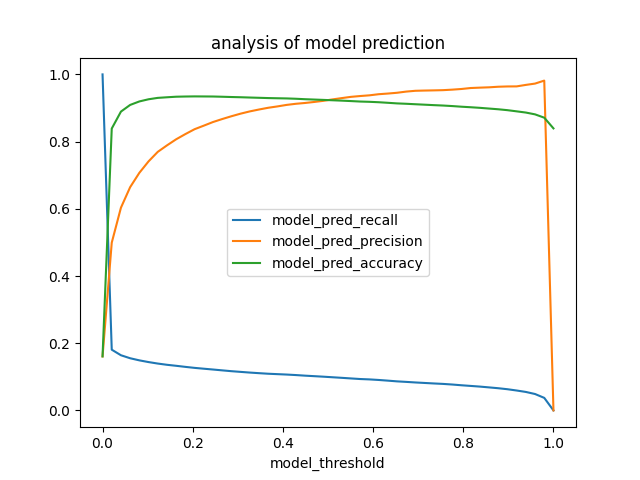 analysis of model prediction
1.0
0.8
0.6
0.4
0.2
0.0
model_pred_recall
model_pred_precision
model_pred_accuracy
0.0 0.2 0.4 0.6 0.8 1.0
model_threshold